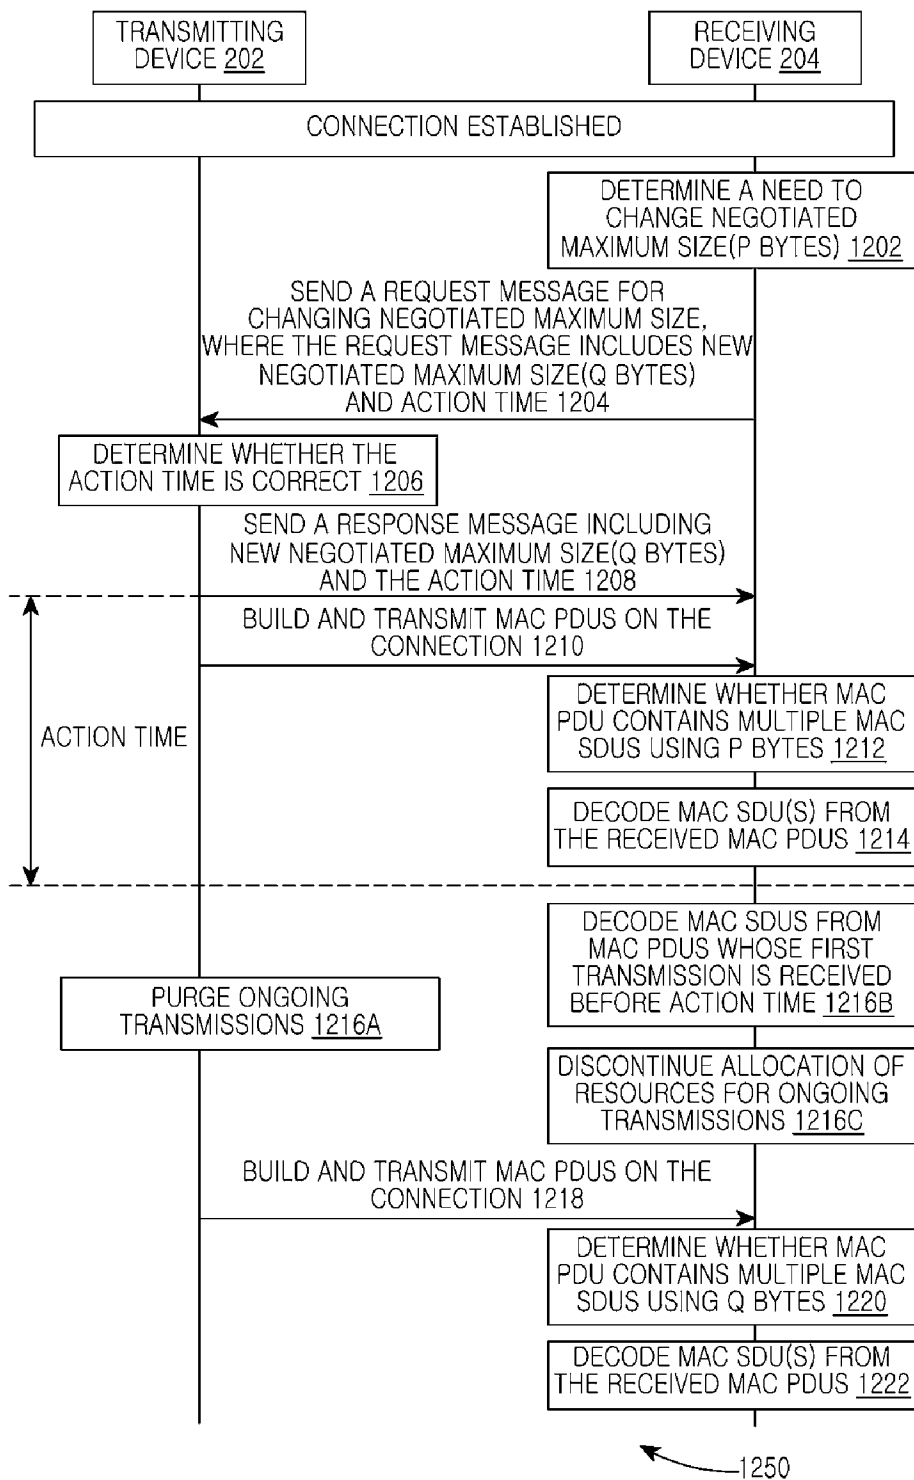 TRANSMITTING
DEVICE 202
RECEIVING
DEVICE 204
CONNECTION ESTABLISHED
DETERMINE A NEED TO
CHANGE NEGOTIATED
MAXIMUM SIZE(P BYTES) 1202
SEND A REQUEST MESSAGE FOR
CHANGING NEGOTIATED MAXIMUM SIZE,
WHERE THE REQUEST MESSAGE INCLUDES NEW
NEGOTIATED MAXIMUM SIZE(Q BYTES)
AND ACTION TIME 1204
DETERMINE WHETHER THE
ACTION TIME IS CORRECT 1206
SEND A RESPONSE MESSAGE INCLUDING
NEW NEGOTIATED MAXIMUM SIZE(Q BYTES)
AND THE ACTION TIME 1208
BUILD AND TRANSMIT MAC PDUS ON THE
CONNECTION 1210
DETERMINE WHETHER MAC
PDU CONTAINS MULTIPLE MAC
SDUS USING P BYTES 1212
ACTION TIME
DECODE MAC SDU(S) FROM
THE RECEIVED MAC PDUS 1214
DECODE MAC SDUS FROM
MAC PDUS WHOSE FIRST
TRANSMISSION IS RECEIVED
BEFORE ACTION TIME 1216B
PURGE ONGOING
TRANSMISSIONS 1216A
DISCONTINUE ALLOCATION OF
RESOURCES FOR ONGOING
TRANSMISSIONS 1216C
BUILD AND TRANSMIT MAC PDUS ON THE
CONNECTION 1218
DETERMINE WHETHER MAC
PDU CONTAINS MULTIPLE MAC
SDUS USING Q BYTES 1220
DECODE MAC SDU(S) FROM
THE RECEIVED MAC PDUS 1222
1250